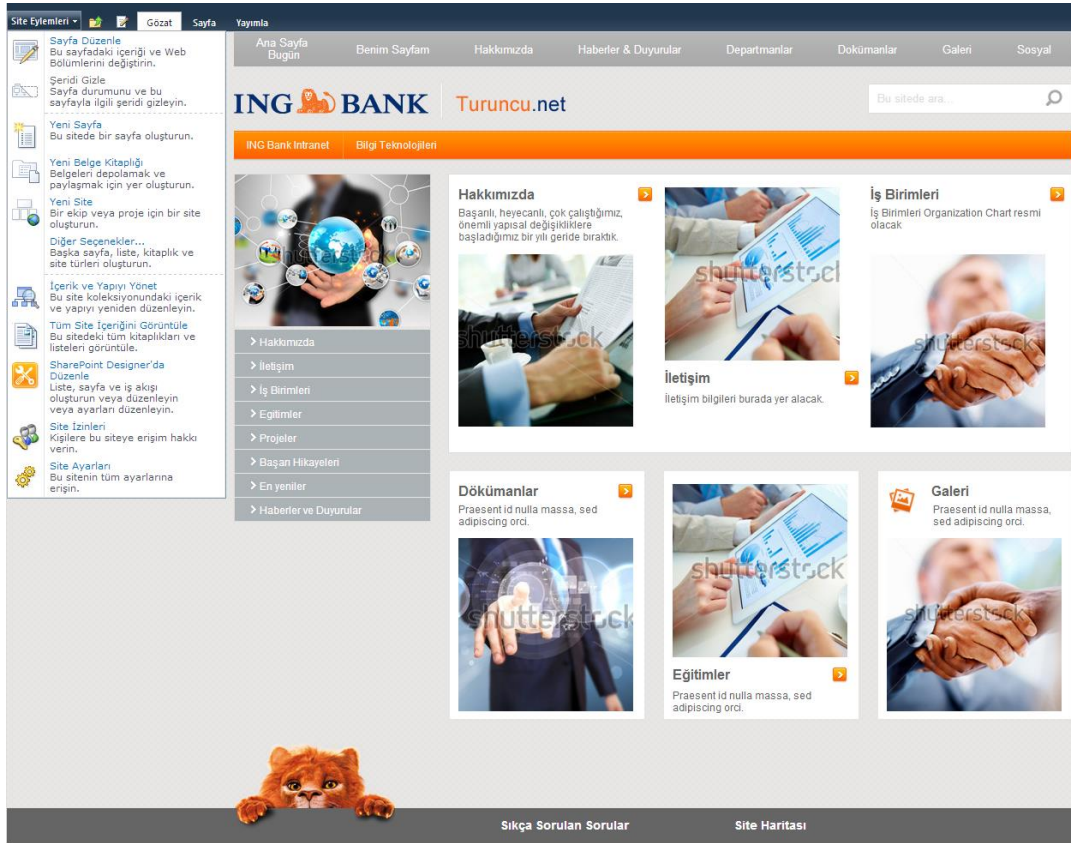 Site Eylemleri
Gözat
Sayfa
Yayımla
Sayfa Düzenle
Bu sayfadaki içeriği ve Web
Bölümlerini değiştirin.
Şeridi Gizle
Sayfa durumunu ve bu
sayfayla ilgili şeridi gizleyin.
Yeni Sayfa
Bu sitede bir sayfa oluşturun.
Yeni Belge Kitaplığı
Belgeleri depolamak ve
paylaşmak için yer oluşturun.
Yeni Site
Bir ekip veya proje için bir site
oluşturun.
Diğer Seçenekler...
Başka sayfa, liste, kitaplık ve
site türleri oluşturun.
İçerik ve Yapıyı Yönet
Bu site koleksiyonundaki içerik
ve yapıyı yeniden düzenleyin.
Tüm Site İçeriğini Görüntüle
Bu sitedeki tüm kitaplıkları ve
listeleri görüntüle.
SharePoint Designer'da
Düzenle
Liste, sayfa ve iş akışı
oluşturun veya düzenleyin
veya ayarları düzenleyin.
Site İzinleri
Kişilere bu siteye erişim hakkı
verin.
Site Ayarları
Bu sitenin tüm ayarlarına
erişin.
Ana Sayfa
Bugün
Benim Sayfam
Hakkımızda
Haberler & Duyurular
Departmanlar
Dokümanlar
Galeri
Sosyal
ING BANK
Turuncu.net
Bu sitede ara...
ING Bank Intranet
Bilgi Teknolojileri
shutterstock
Hakkımızda
İletişim
İş Birimleri
Egitimler
Projeler
Başarı Hikayeleri
En yeniler
Haberler ve Duyurular
Hakkımızda
Başarılı, heyecanlı, çok çalıştığımız,
önemli yapısal değişikliklere
başladığımız bir yılı geride bıraktık.
shutterstock
shutterstocl
İletişim
İletişim bilgileri burada yer alacak.
İş Birimleri
İş Birimleri Organization Chart resmi
olacak
shutterstock
Dökümanlar
Praesent id nulla massa, sed
adipiscing orci.
shutterstock
shutterstock
Eğitimler
Praesent id nulla massa, sed
adipiscing orci.
Galeri
Praesent id nulla massa,
sed adipiscing orci.
shutterstock
Sıkça Sorulan Sorular
Site Haritası